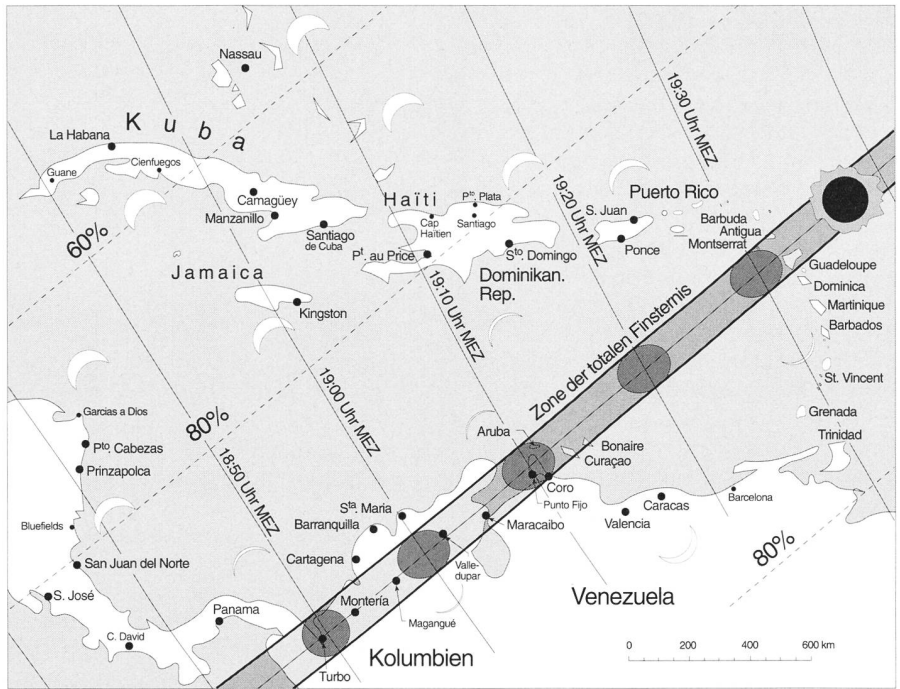 Nassau
Kuba
La Habana
Guane
Cienfuegos
Camagüey
Manzanillo
Santiago
de Cuba
Haïti
Cap
Haïtien
Pto. Plata
Santiago
Pt. au Price
Sto Domingo
Dominikan.
Rep.
Puerto Rico
S. Juan
Ponce
Barbuda
Antigua
Montserrat
Guadeloupe
Dominica
Martinique
Barbados
St. Vincent
Grenada
Trinidad
Jamaica
Kingston
60%
80%
80%
18:50 Uhr MEZ
19:00 Uhr MEZ
19:10 Uhr MEZ
19:20 Uhr MEZ
19:30 Uhr MEZ
Zone der totalen Finsternis
Garcias a Dios
Pto. Cabezas
Prinzapolca
Bluefields
San Juan del Norte
S. José
C. David
Panama
Aruba
Bonaire
Curaçao
Coro
Punto Fijo
Maracaibo
Valencia
Caracas
Barcelona
Sta. Maria
Barranquilla
Cartagena
Valle-
dupar
Montería
Magangué
Turbo
Kolumbien
Venezuela
0 200 400 600 km